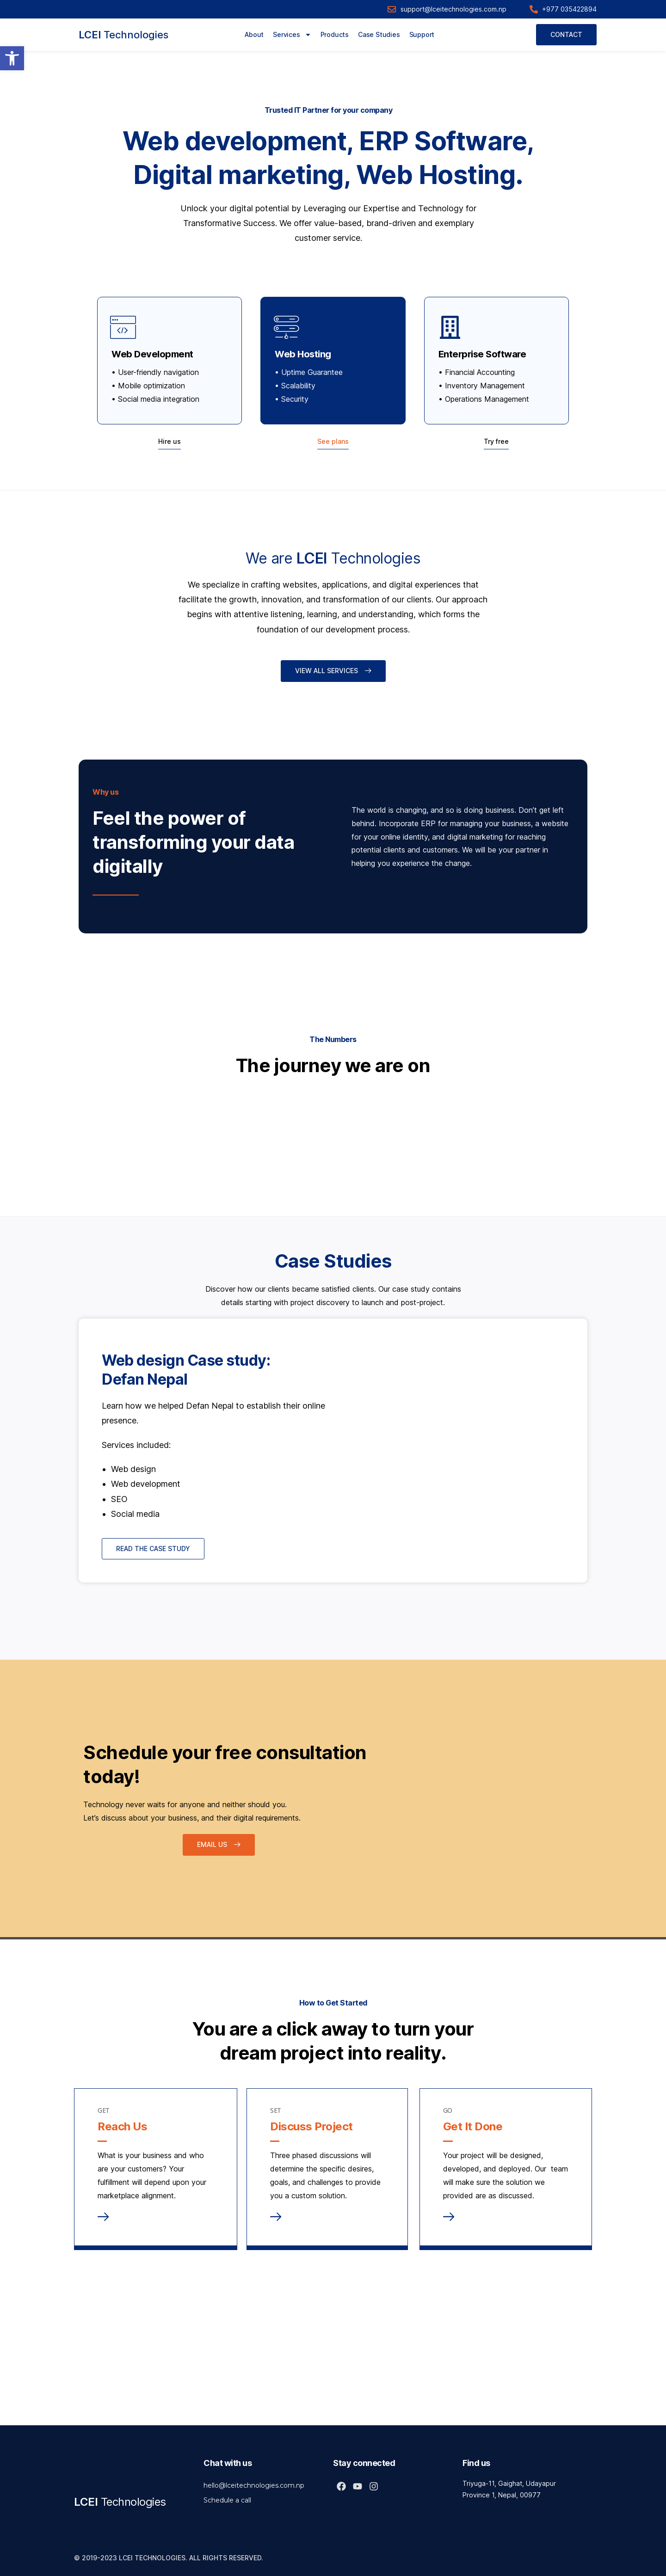 support@lceitechnologies.com.np
+977 035422894
LCEI Technologies
About
Services
Products
Case Studies
Support
CONTACT
Trusted IT Partner for your company
Web development, ERP Software,
Digital marketing, Web Hosting.
Unlock your digital potential by Leveraging our Expertise and Technology for
Transformative Success. We offer value-based, brand-driven and exemplary
customer service.
Web Development
• User-friendly navigation
• Mobile optimization
• Social media integration
Hire us
Web Hosting
• Uptime Guarantee
• Scalability
• Security
See plans
Enterprise Software
• Financial Accounting
• Inventory Management
• Operations Management
Try free
We are LCEI Technologies
We specialize in crafting websites, applications, and digital experiences that
facilitate the growth, innovation, and transformation of our clients. Our approach
begins with attentive listening, learning, and understanding, which forms the
foundation of our development process.
VIEW ALL SERVICES
Why us
Feel the power of
transforming your data
digitally
The world is changing, and so is doing business. Don't get left
behind. Incorporate ERP for managing your business, a website
for your online identity, and digital marketing for reaching
potential clients and customers. We will be your partner in
helping you experience the change.
The Numbers
The journey we are on
Case Studies
Discover how our clients became satisfied clients. Our case study contains
details starting with project discovery to launch and post-project.
Web design Case study:
Defan Nepal
Learn how we helped Defan Nepal to establish their online
presence.
Services included:
• Web design
• Web development
• SEO
• Social media
READ THE CASE STUDY
Schedule your free consultation
today!
Technology never waits for anyone and neither should you.
Let's discuss about your business, and their digital requirements.
EMAIL US
How to Get Started
You are a click away to turn your
dream project into reality.
GET
Reach Us
What is your business and who
are your customers? Your
fulfillment will depend upon your
marketplace alignment.
SET
Discuss Project
Three phased discussions will
determine the specific desires,
goals, and challenges to provide
you a custom solution.
GO
Get It Done
Your project will be designed,
developed, and deployed. Our team
will make sure the solution we
provided are as discussed.
LCEI Technologies
Chat with us
hello@lceitechnologies.com.np
Schedule a call
Stay connected
Find us
Triyuga-11, Gaighat, Udayapur
Province 1, Nepal, 00977
© 2019-2023 LCEI TECHNOLOGIES. ALL RIGHTS RESERVED.